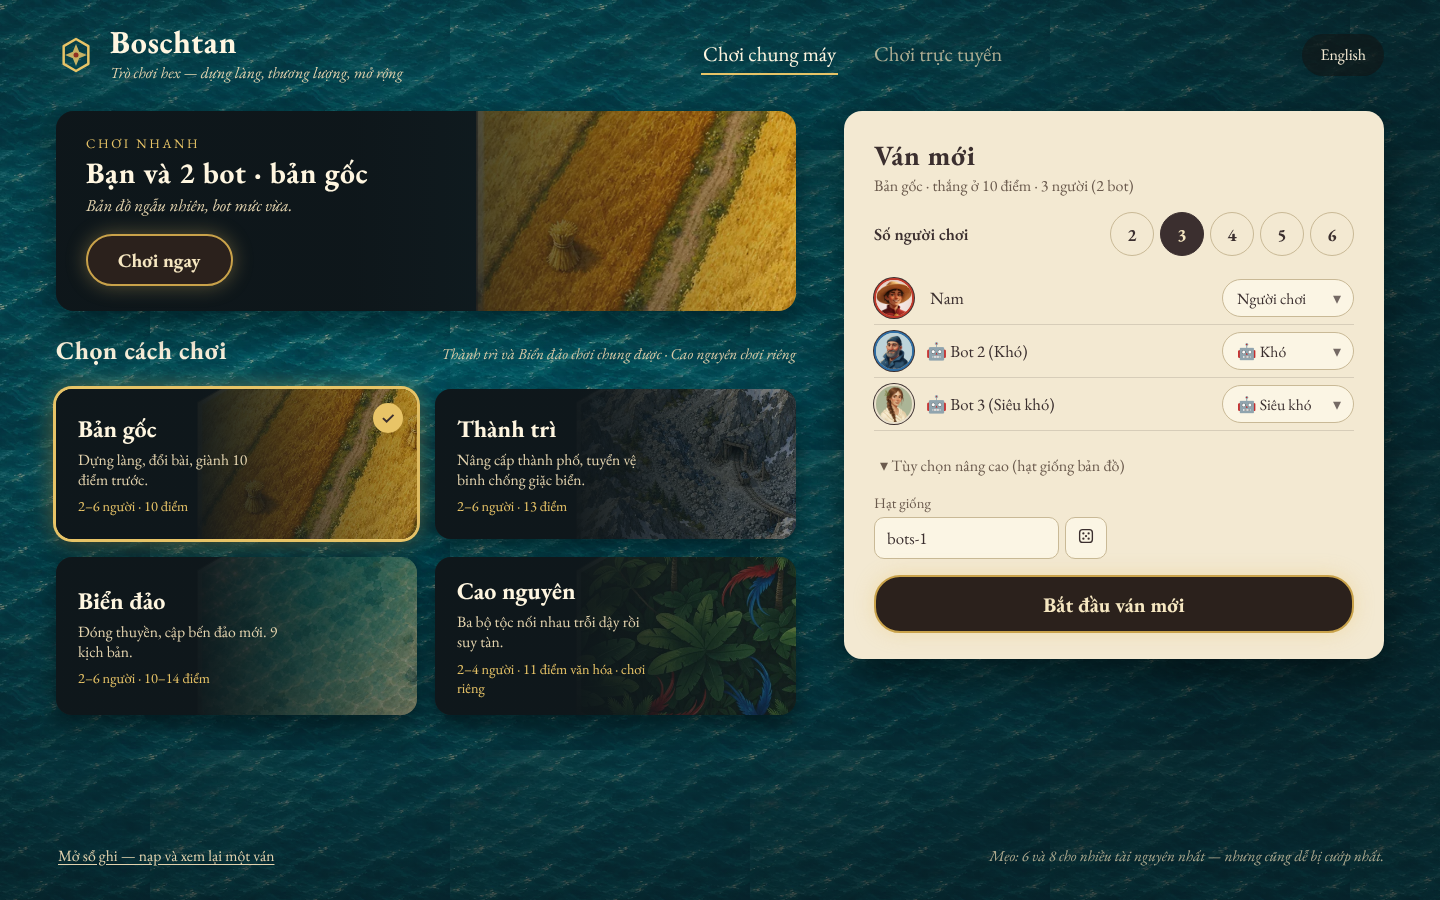 Boschtan
Trò chơi hex — dựng làng, thương lượng, mở rộng
Chơi chung máy
Chơi trực tuyến
English
CHƠI NHANH
Bạn và 2 bot · bản gốc
Bản đồ ngẫu nhiên, bot mức vừa.
Chơi ngay
Chọn cách chơi
Thành trì và Biển đảo chơi chung được · Cao nguyên chơi riêng
Bản gốc
Dựng làng, đổi bài, giành 10
điểm trước.
2–6 người · 10 điểm
Thành trì
Nâng cấp thành phố, tuyển vệ
binh chống giặc biển.
2–6 người · 13 điểm
Biển đảo
Đóng thuyền, cập bến đảo mới. 9
kịch bản.
2–6 người · 10–14 điểm
Cao nguyên
Ba bộ tộc nối nhau trỗi dậy rồi
suy tàn.
2–4 người · 11 điểm văn hóa · chơi
riêng
Ván mới
Bản gốc · thắng ở 10 điểm · 3 người (2 bot)
Số người chơi
2 3 4 5 6
Nam
Người chơi ▾
🤖 Bot 2 (Khó)
🤖 Khó ▾
🤖 Bot 3 (Siêu khó)
🤖 Siêu khó ▾
▾ Tùy chọn nâng cao (hạt giống bản đồ)
Hạt giống
bots-1
Bắt đầu ván mới
Mở sổ ghi — nạp và xem lại một ván
Mẹo: 6 và 8 cho nhiều tài nguyên nhất — nhưng cũng dễ bị cướp nhất.